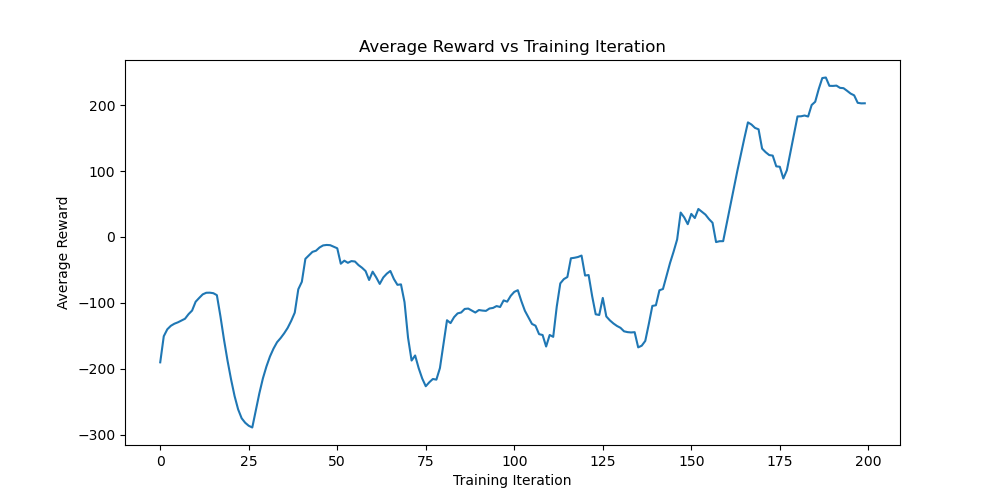 Average Reward vs Training Iteration
Average Reward
200
100
0
−100
−200
−300
0 25 50 75 100 125 150 175 200
Training Iteration